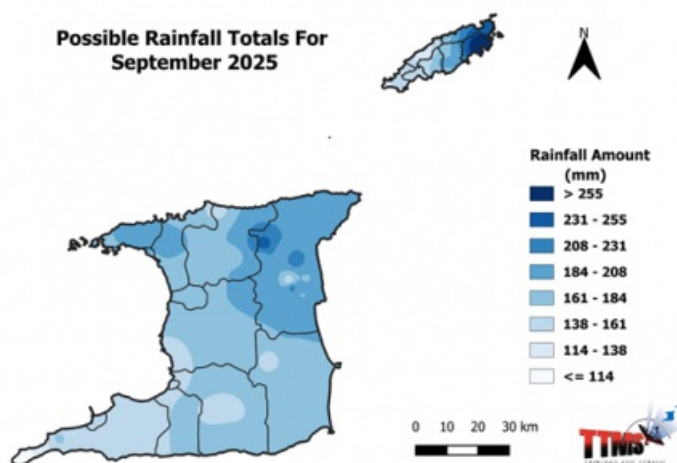 Possible Rainfall Totals For
September 2025
N
Rainfall Amount
(mm)
> 255
231 - 255
208 - 231
184 - 208
161 - 184
138 - 161
114 - 138
<= 114
0 10 20 30 km
TTMS